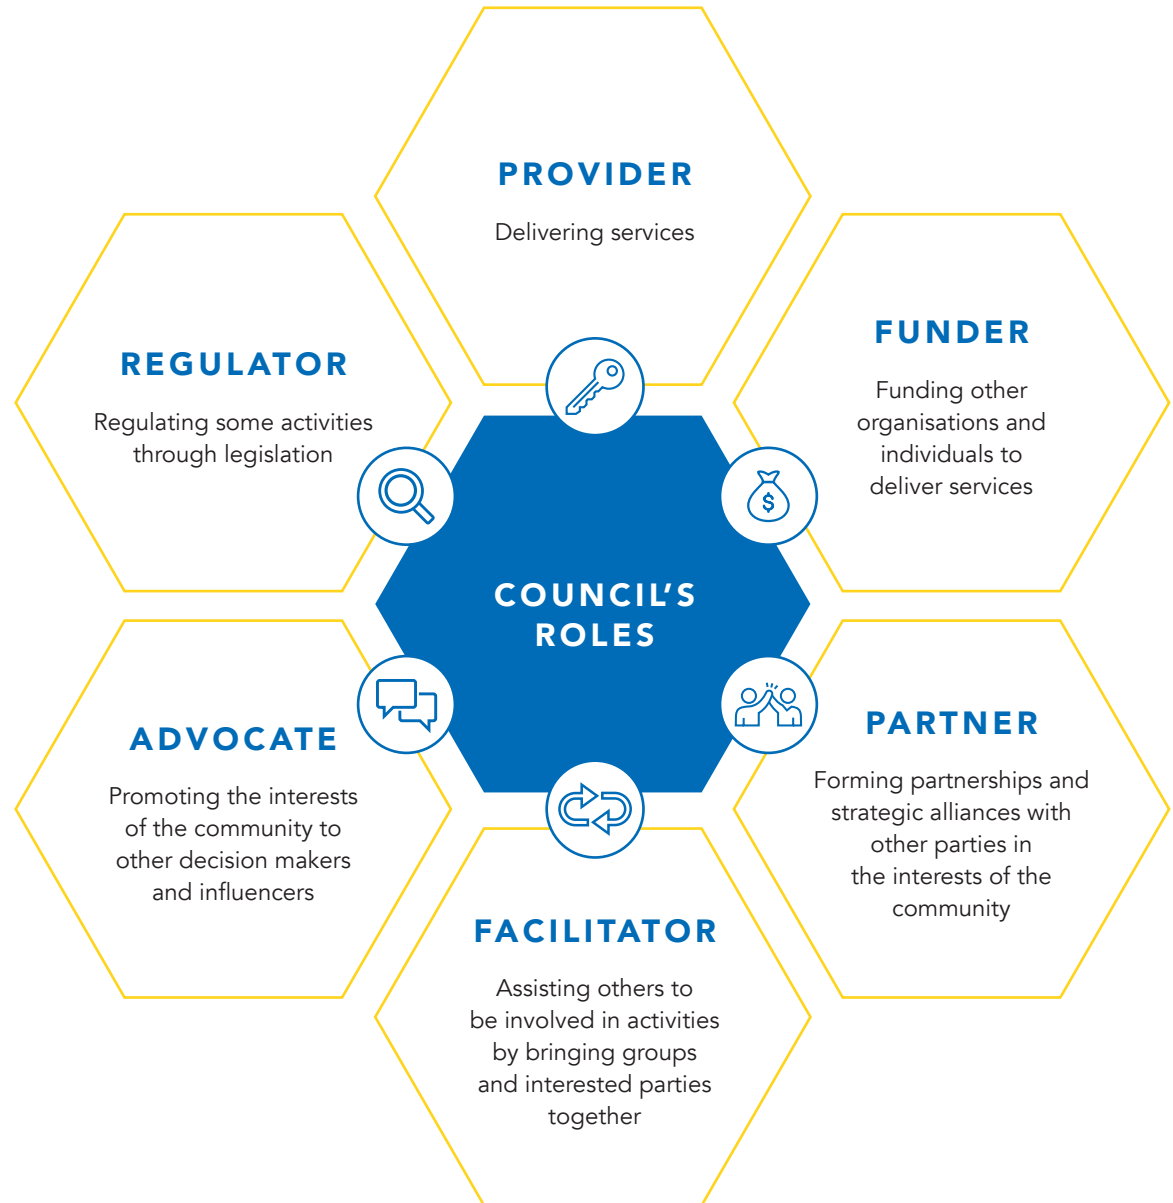 PROVIDER
Delivering services
FUNDER
Funding other
organisations and
individuals to
deliver services
PARTNER
Forming partnerships and
strategic alliances with
other parties in
the interests of the
community
FACILITATOR
Assisting others to
be involved in activities
by bringing groups
and interested parties
together
ADVOCATE
Promoting the interests
of the community to
other decision makers
and influencers
REGULATOR
Regulating some activities
through legislation
COUNCIL'S
ROLES
$